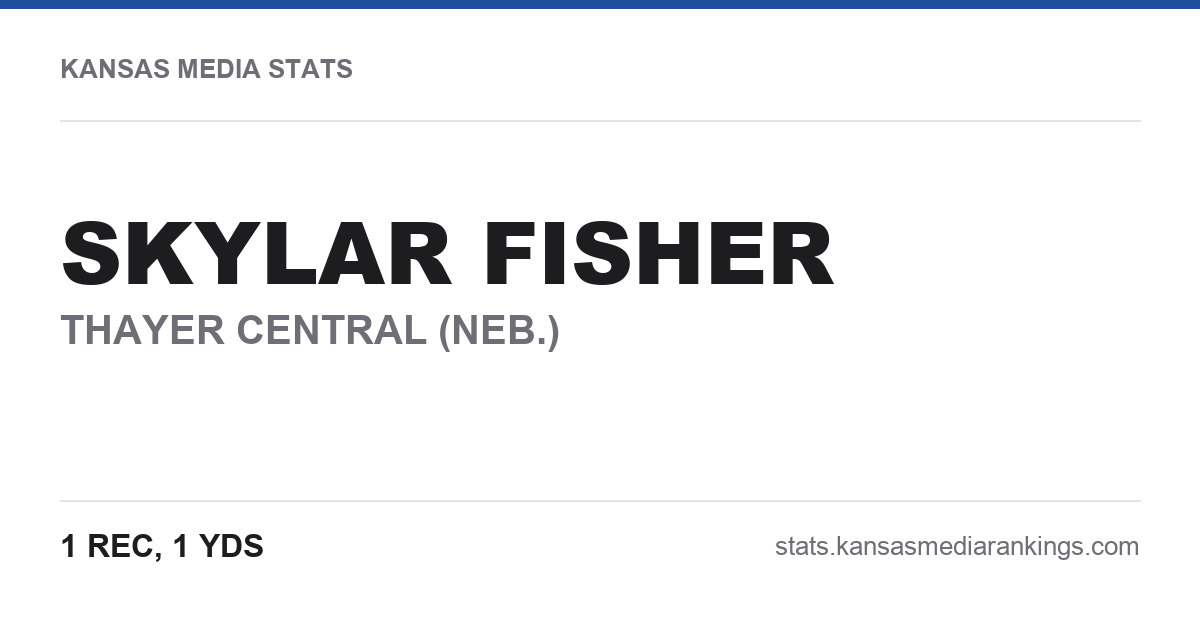 KANSAS MEDIA STATS
SKYLAR FISHER
THAYER CENTRAL (NEB.)
1 REC, 1 YDS
stats.kansasmediarankings.com